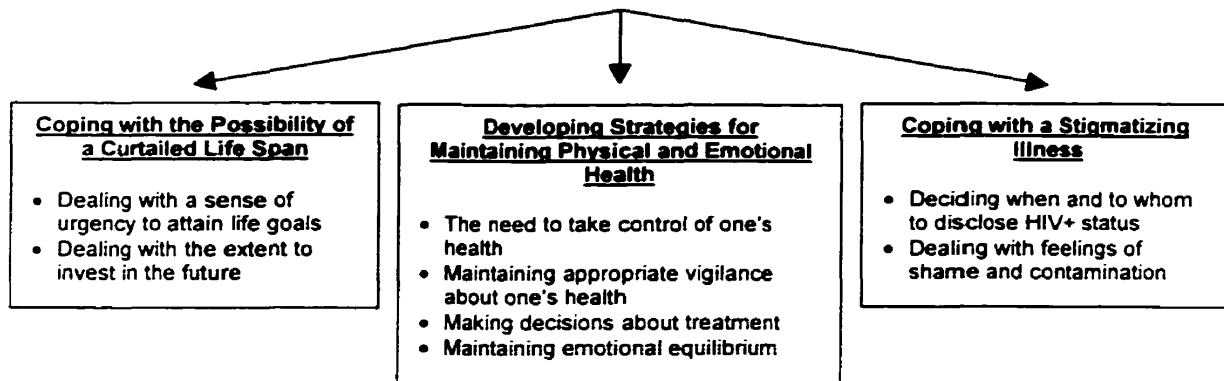 Coping with the Possibility of
a Curtailed Life Span
• Dealing with a sense of
urgency to attain life goals
• Dealing with the extent to
invest in the future
Developing Strategies for
Maintaining Physical and Emotional
Health
• The need to take control of one's
health
• Maintaining appropriate vigilance
about one's health
• Making decisions about treatment
• Maintaining emotional equilibrium
Coping with a Stigmatizing
Illness
• Deciding when and to whom
to disclose HIV+ status
• Dealing with feelings of
shame and contamination